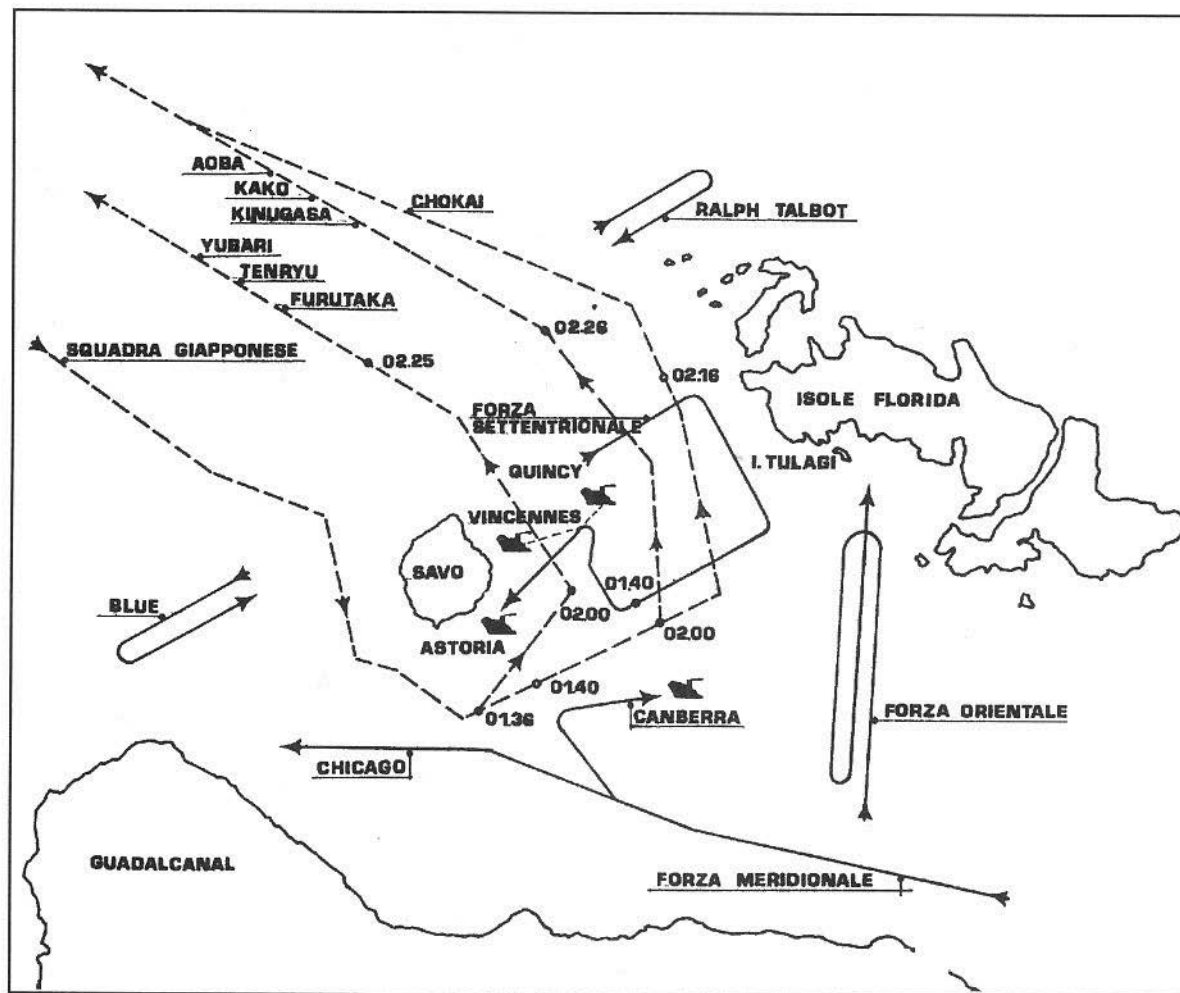 AOBA
KAKO
KINUGASA
CHOKAI
RALPH TALBOT
YUBARI
TENRYU
FURUTAKA
SQUADRA GIAPPONESE
02.26
02.25
02.16
ISOLE FLORIDA
FORZA
SETTENTRIONALE
I. TULAGI
QUINCY
VINCENNES
SAVO
01.40
BLUE
02.00
02.00
ASTORIA
01.40
01.36
CANBERRA
FORZA ORIENTALE
CHICAGO
GUADALCANAL
FORZA MERIDIONALE